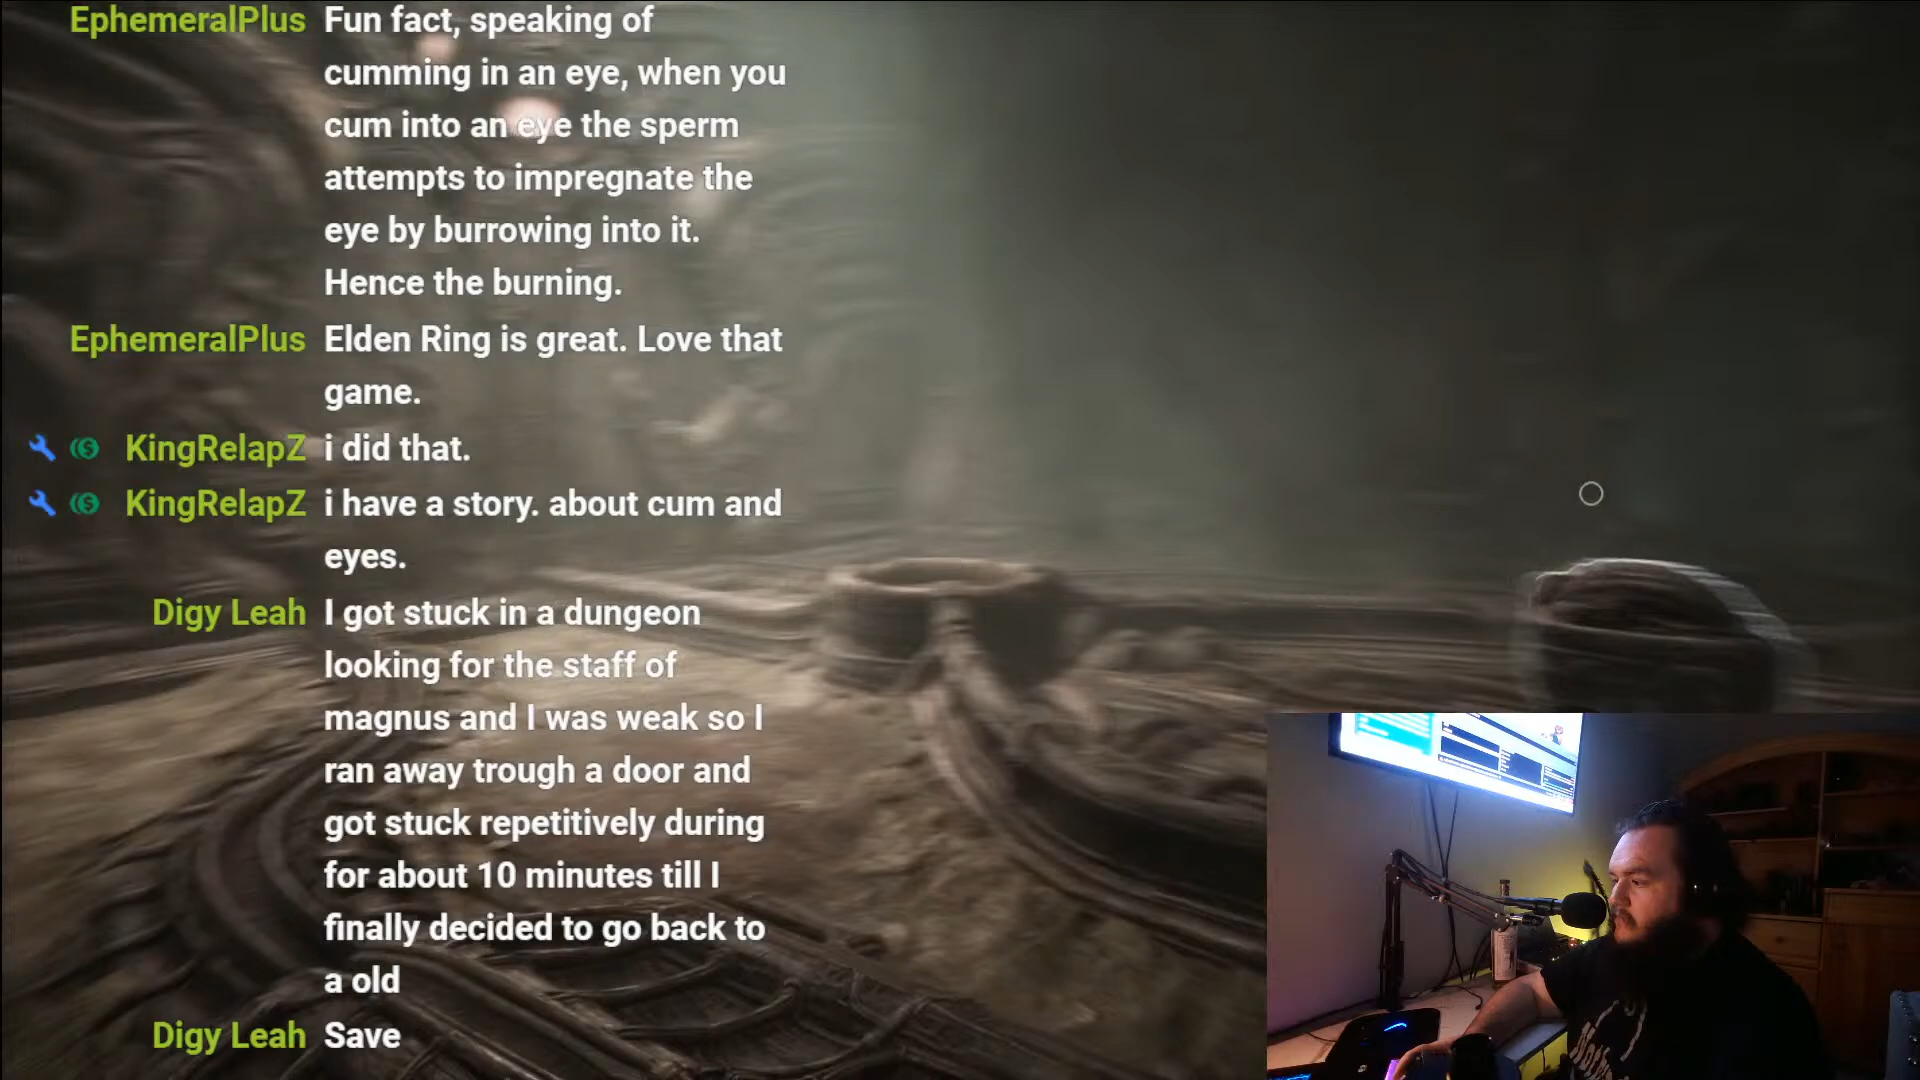 EphemeralPlus Fun fact, speaking of
cumming in an eye, when you
cum into an eye the sperm
attempts to impregnate the
eye by burrowing into it.
Hence the burning.
EphemeralPlus Elden Ring is great. Love that
game.
KingRelapZ i did that.
KingRelapZ i have a story. about cum and
eyes.
Digy Leah I got stuck in a dungeon
looking for the staff of
magnus and I was weak so I
ran away trough a door and
got stuck repetitively during
for about 10 minutes till I
finally decided to go back to
a old
Digy Leah Save